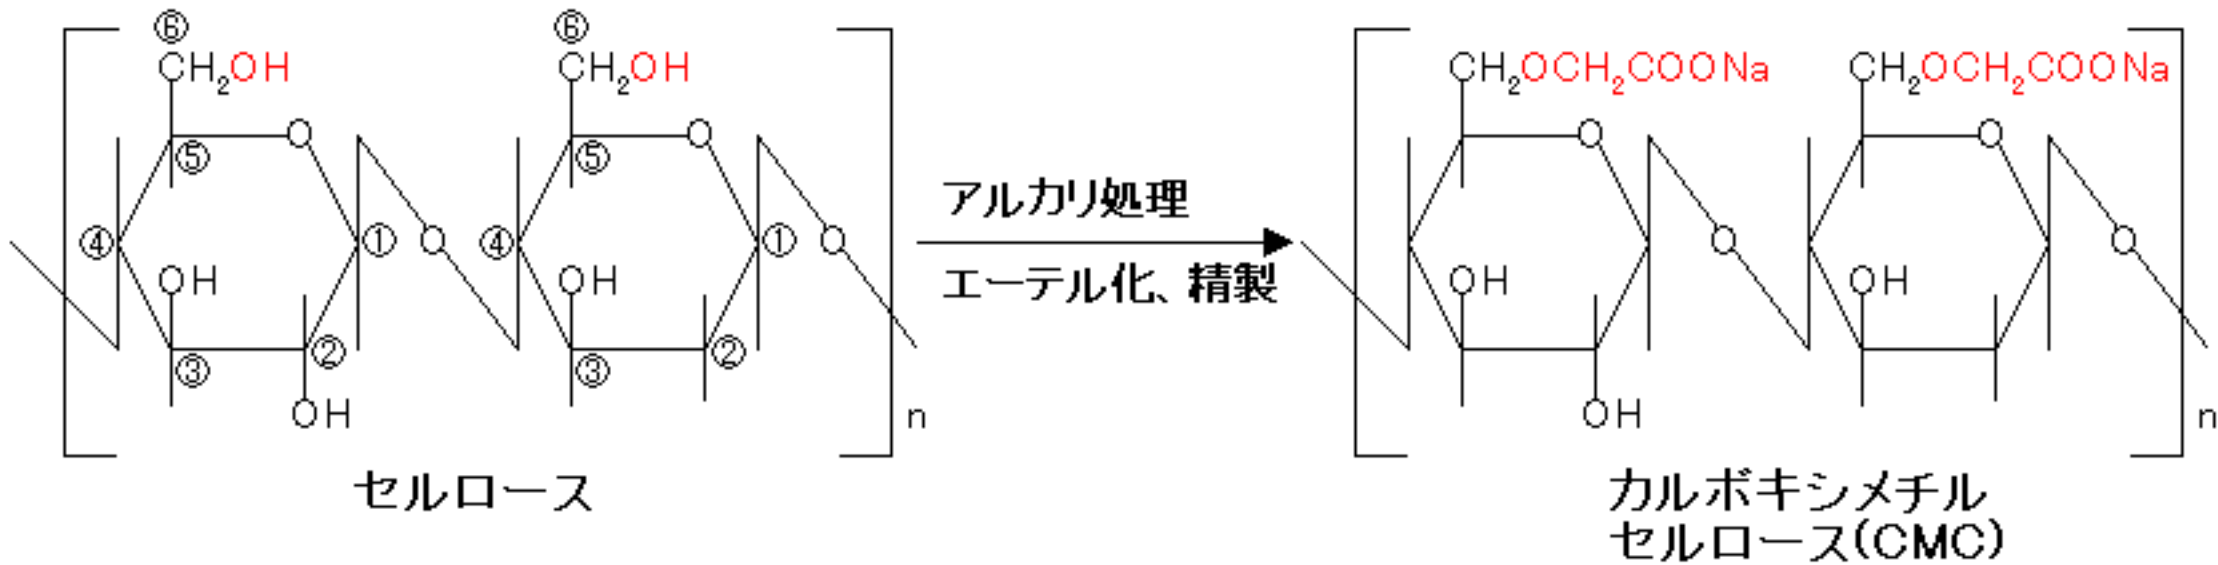 ⑥ ⑥
CH₂OH CH₂OH CH₂OCH₂COONa CH₂OCH₂COONa
O O O O
⑤ ⑤
アルカリ処理
④ ① O ④ ① O O O
エーテル化、精製
OH OH OH OH
② ②
③ ③
OH OH
n n
セルロース
カルボキシメチル
セルロース(CMC)